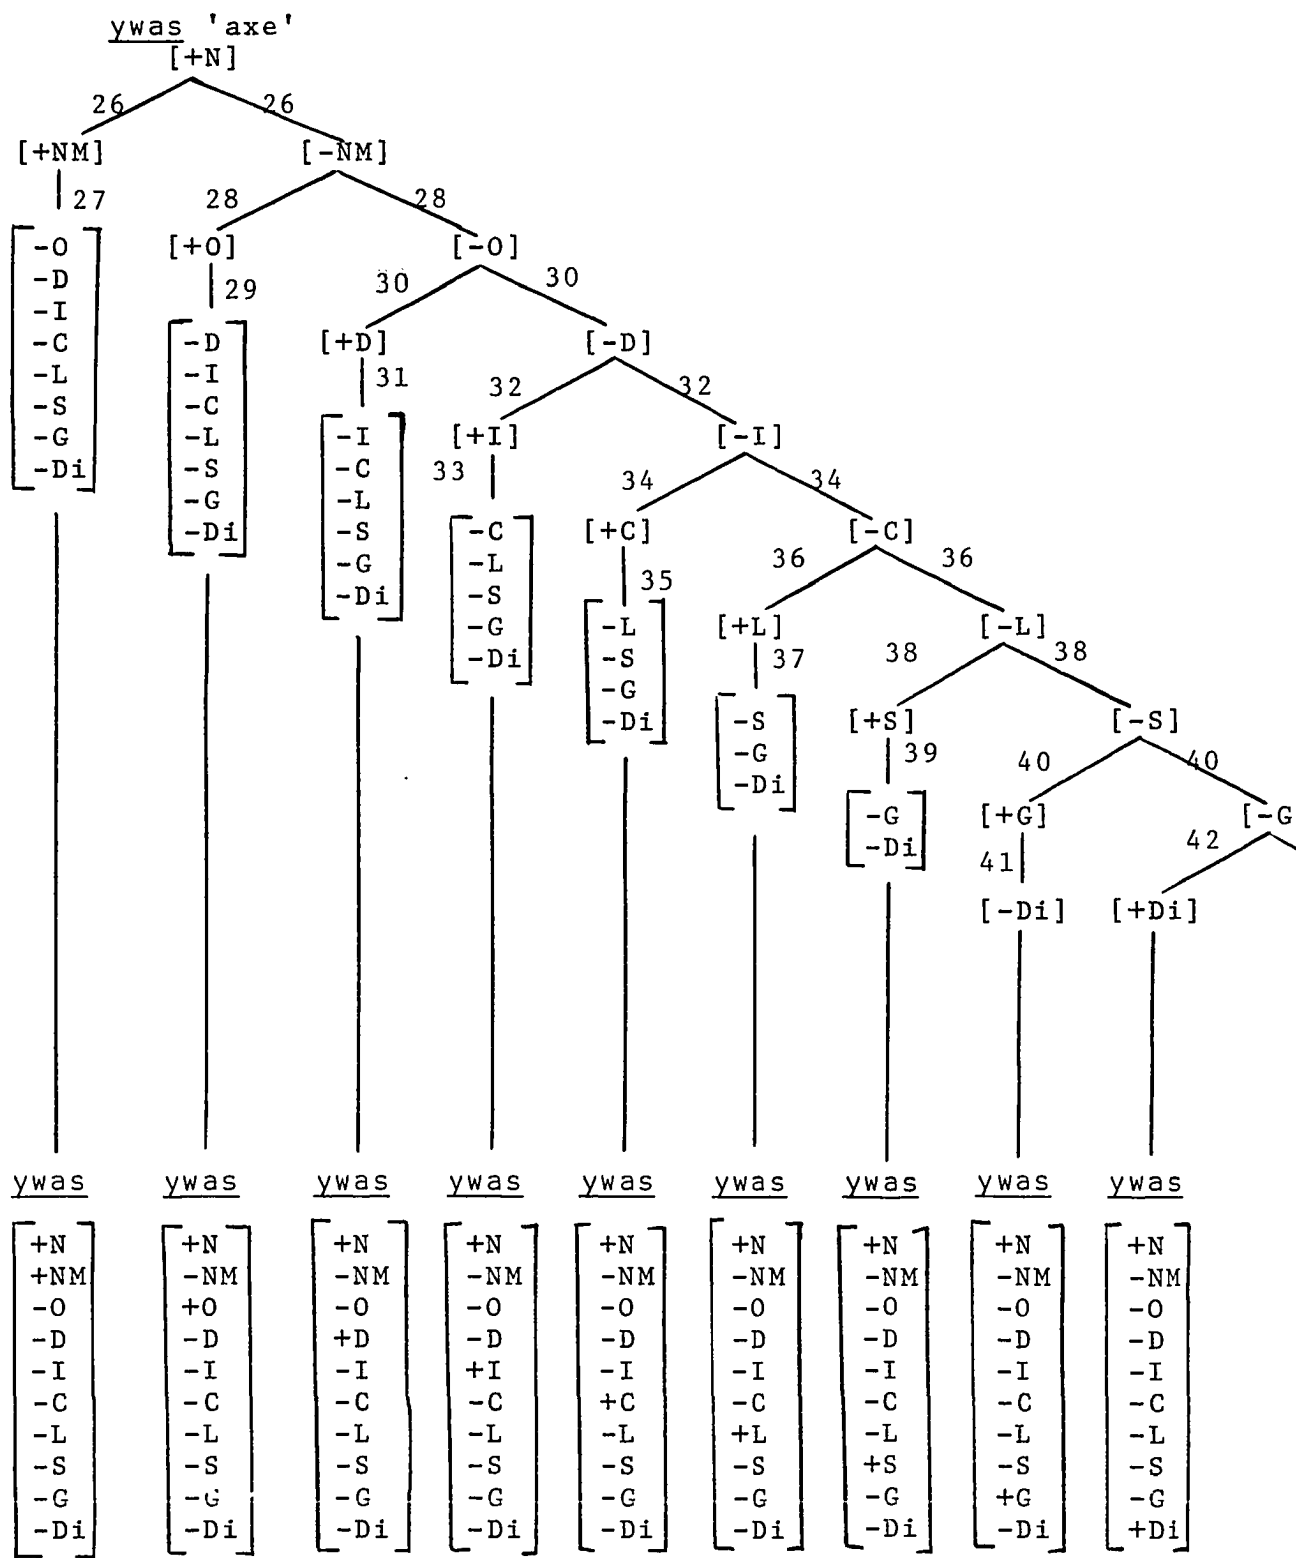 ywas 'axe'
[+N]
26 26
[+NM] [-NM]
27 28 28
-O [+O] [-O]
-D 29 30 30
-I -D [+D] [-D]
-C -I 31 32 32
-L -C -I [+I] [-I]
-S -L -C 33 34 34
-G -S -L -C [+C] [-C]
-Di -G -S -L 35 36 36
-Di -G -S -L [+L] [-L]
-Di -G -S 37 38 38
-Di -G -S [+S] [-S]
-Di -G 39 40 40
-Di -G [+G] [-G
-Di 41 42
[-Di] [+Di]
ywas ywas ywas ywas ywas ywas ywas ywas ywas
+N +N +N +N +N +N +N +N +N
+NM -NM -NM -NM -NM -NM -NM -NM -NM
-O +O -O -O -O -O -O -O -O
-D -D +D -D -D -D -D -D -D
-I -I -I +I -I -I -I -I -I
-C -C -C -C +C -C -C -C -C
-L -L -L -L -L +L -L -L -L
-S -S -S -S -S -S +S -S -S
-G -G -G -G -G -G -G +G -G
-Di -Di -Di -Di -Di -Di -Di -Di +Di